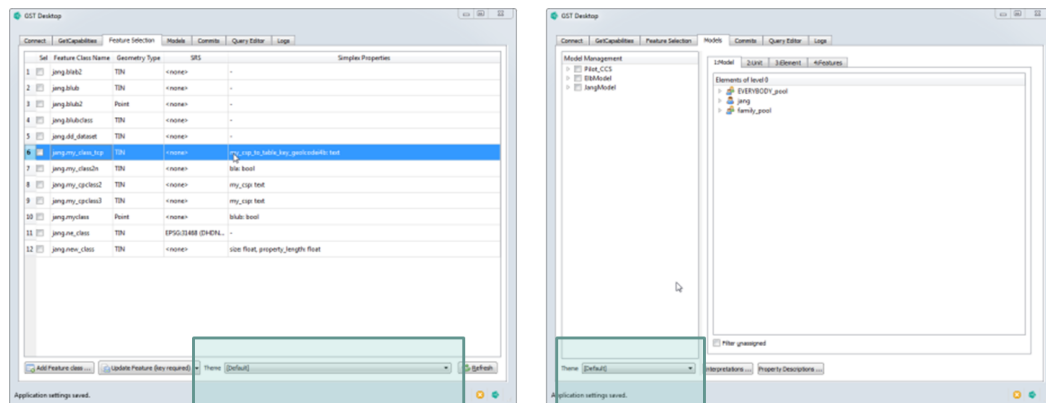 GST Desktop
Connect GetCapabilities Feature Selection Models Commits Query Editor Logs
Sel Feature Class Name Geometry Type SRS Simplex Properties
1 jang.blab2 TIN <none> -
2 jang.blub TIN <none> -
3 jang.blub2 Point <none> -
4 jang.blubclass TIN <none> -
5 jang.dd_dataset TIN <none> -
6 jang.my_class_tcp TIN <none> text
7 jang.my_class2n TIN <none> bla: bool
8 jang.my_cpclass2 TIN <none> my_csp: text
9 jang.my_cpclass3 TIN <none> my_csp: text
10 jang.myclass Point <none> blub: bool
11 jang.ne_class TIN EPSG:31468 (DHDN... -
12 jang.new_class TIN <none> size: float, property_length: float
Add Feature class ... Update Feature (key required) Theme [Default] Refresh
Application settings saved.
GST Desktop
Connect GetCapabilities Feature Selection Models Commits Query Editor Logs
Model Management
Pilot_CCS
ElbModel
JangModel
1:Model 2:Unit 3:Element 4:Features
Elements of level 0
EVERYBODY_pool
jang
family_pool
Filter unassigned
Theme [Default] Interpretations ... Property Descriptions ...
Application settings saved.